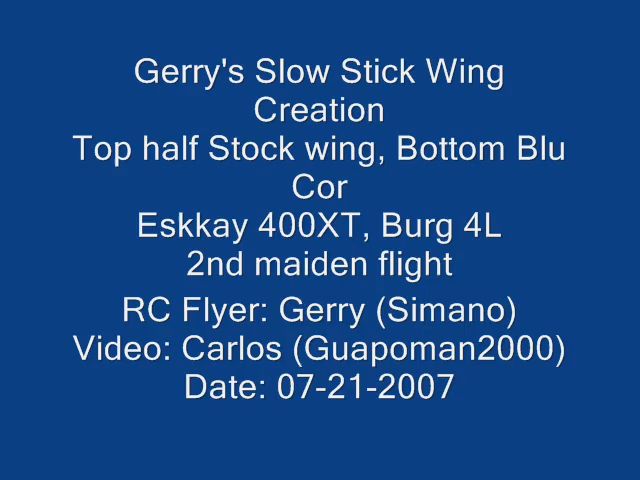 Gerry's Slow Stick Wing
Creation
Top half Stock wing, Bottom Blu
Cor
Eskkay 400XT, Burg 4L
2nd maiden flight
RC Flyer: Gerry (Simano)
Video: Carlos (Guapoman2000)
Date: 07-21-2007